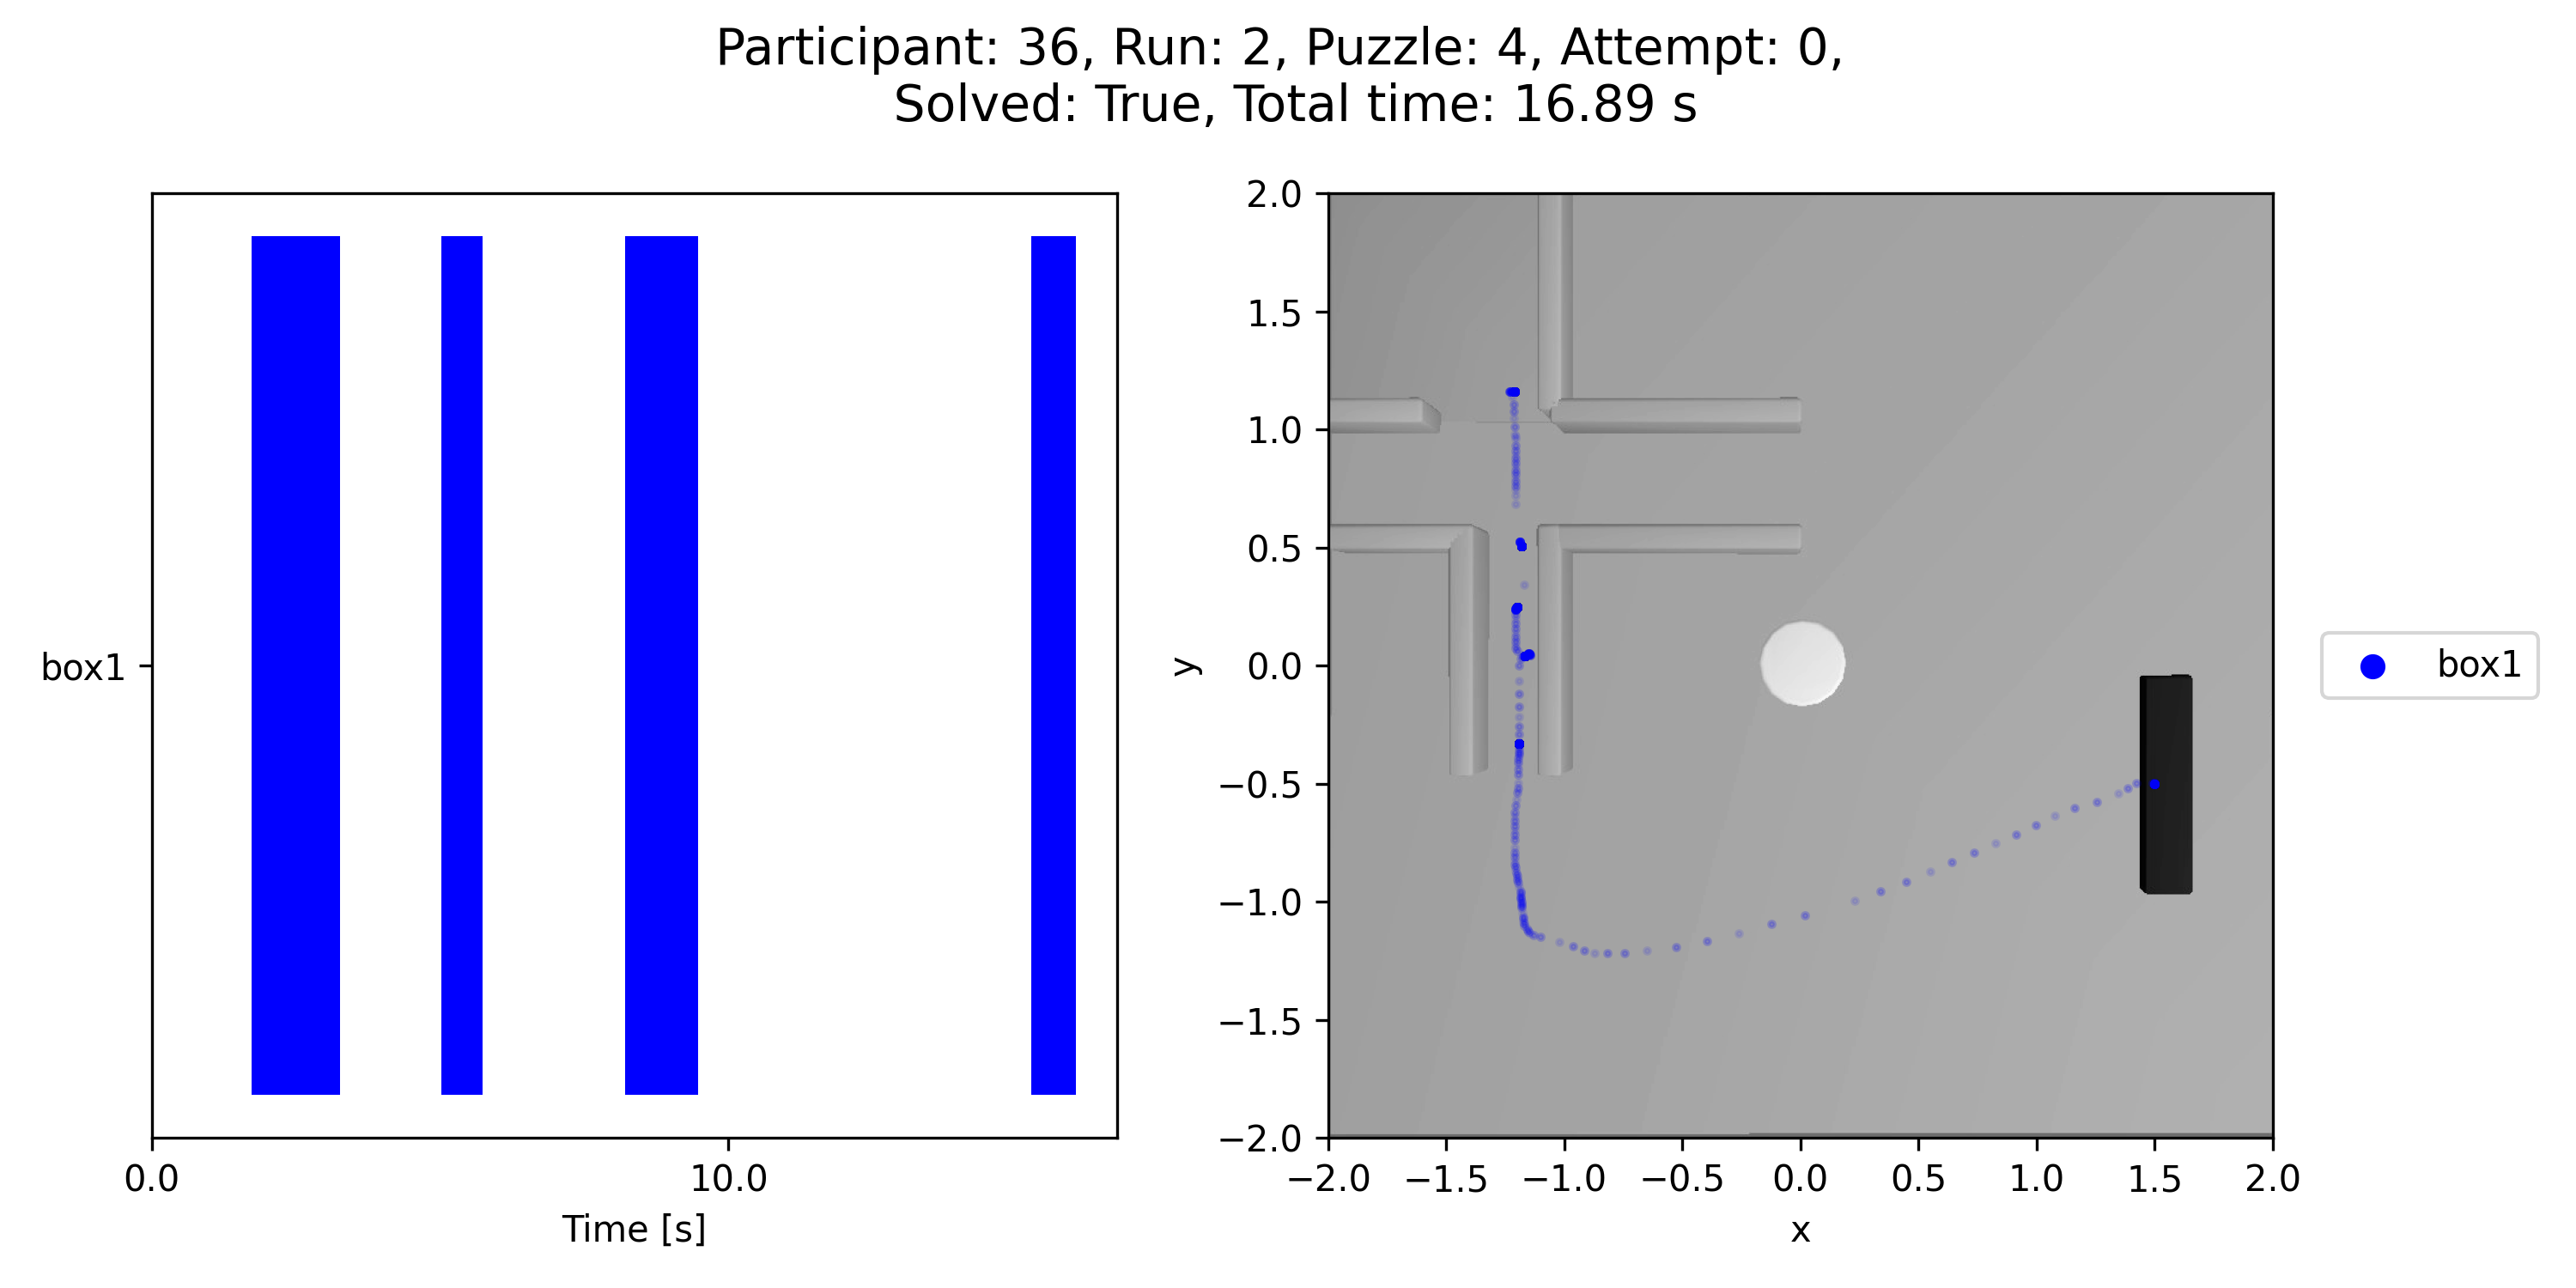 Participant: 36, Run: 2, Puzzle: 4, Attempt: 0,
Solved: True, Total time: 16.89 s
box1
0.0 10.0
Time [s]
2.0
1.5
1.0
0.5
0.0
−0.5
−1.0
−1.5
−2.0
y
−2.0 −1.5 −1.0 −0.5 0.0 0.5 1.0 1.5 2.0
x
box1